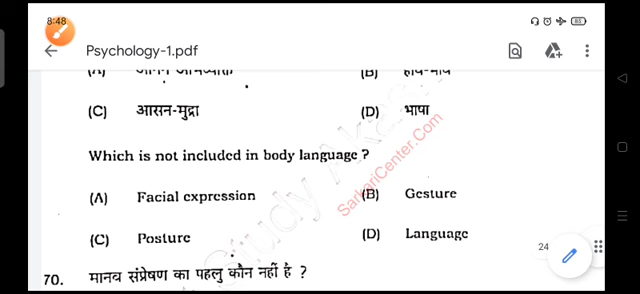 8:48
Psychology-1.pdf
(C) आसन-मुद्रा (D) भाषा
Which is not included in body language ?
(A) Facial expression (B) Gesture
(C) Posture (D) Language
24
70. मानव संप्रेषण का पहलु कौन नहीं है ?
Study
SarkariCenter.Com